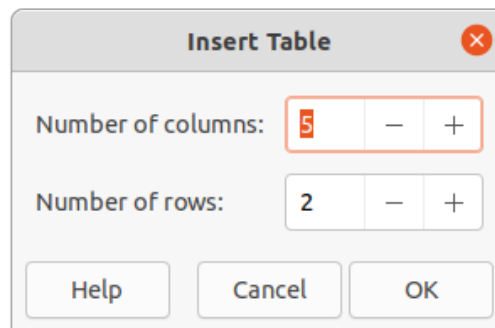 Insert Table
Number of columns: 5 − +
Number of rows: 2 − +
Help Cancel OK